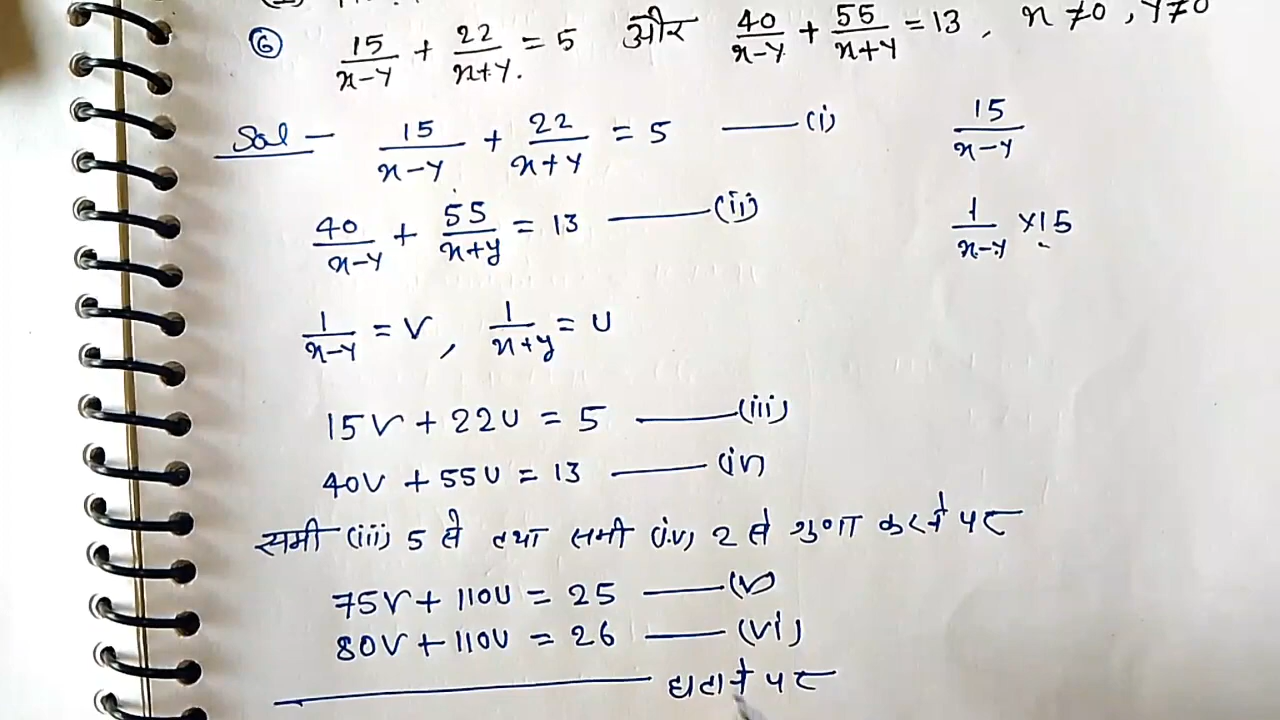 ⑥ 15/(x-y) + 22/(x+y) = 5 और 40/(x-y) + 55/(x+y) = 13, x≠0, y≠0
Sol — 15/(x-y) + 22/(x+y) = 5 —— (i)
15/(x-y)
40/(x-y) + 55/(x+y) = 13 —— (ii)
1/(x-y) ×15
1/(x-y) = V, 1/(x+y) = U
15V + 22U = 5 —— (iii)
40V + 55U = 13 —— (iv)
समी (iii) 5 से तथा समी (iv) 2 से गुणा करने पर
75V + 110U = 25 —— (v)
80V + 110U = 26 —— (vi)
घटाने पर